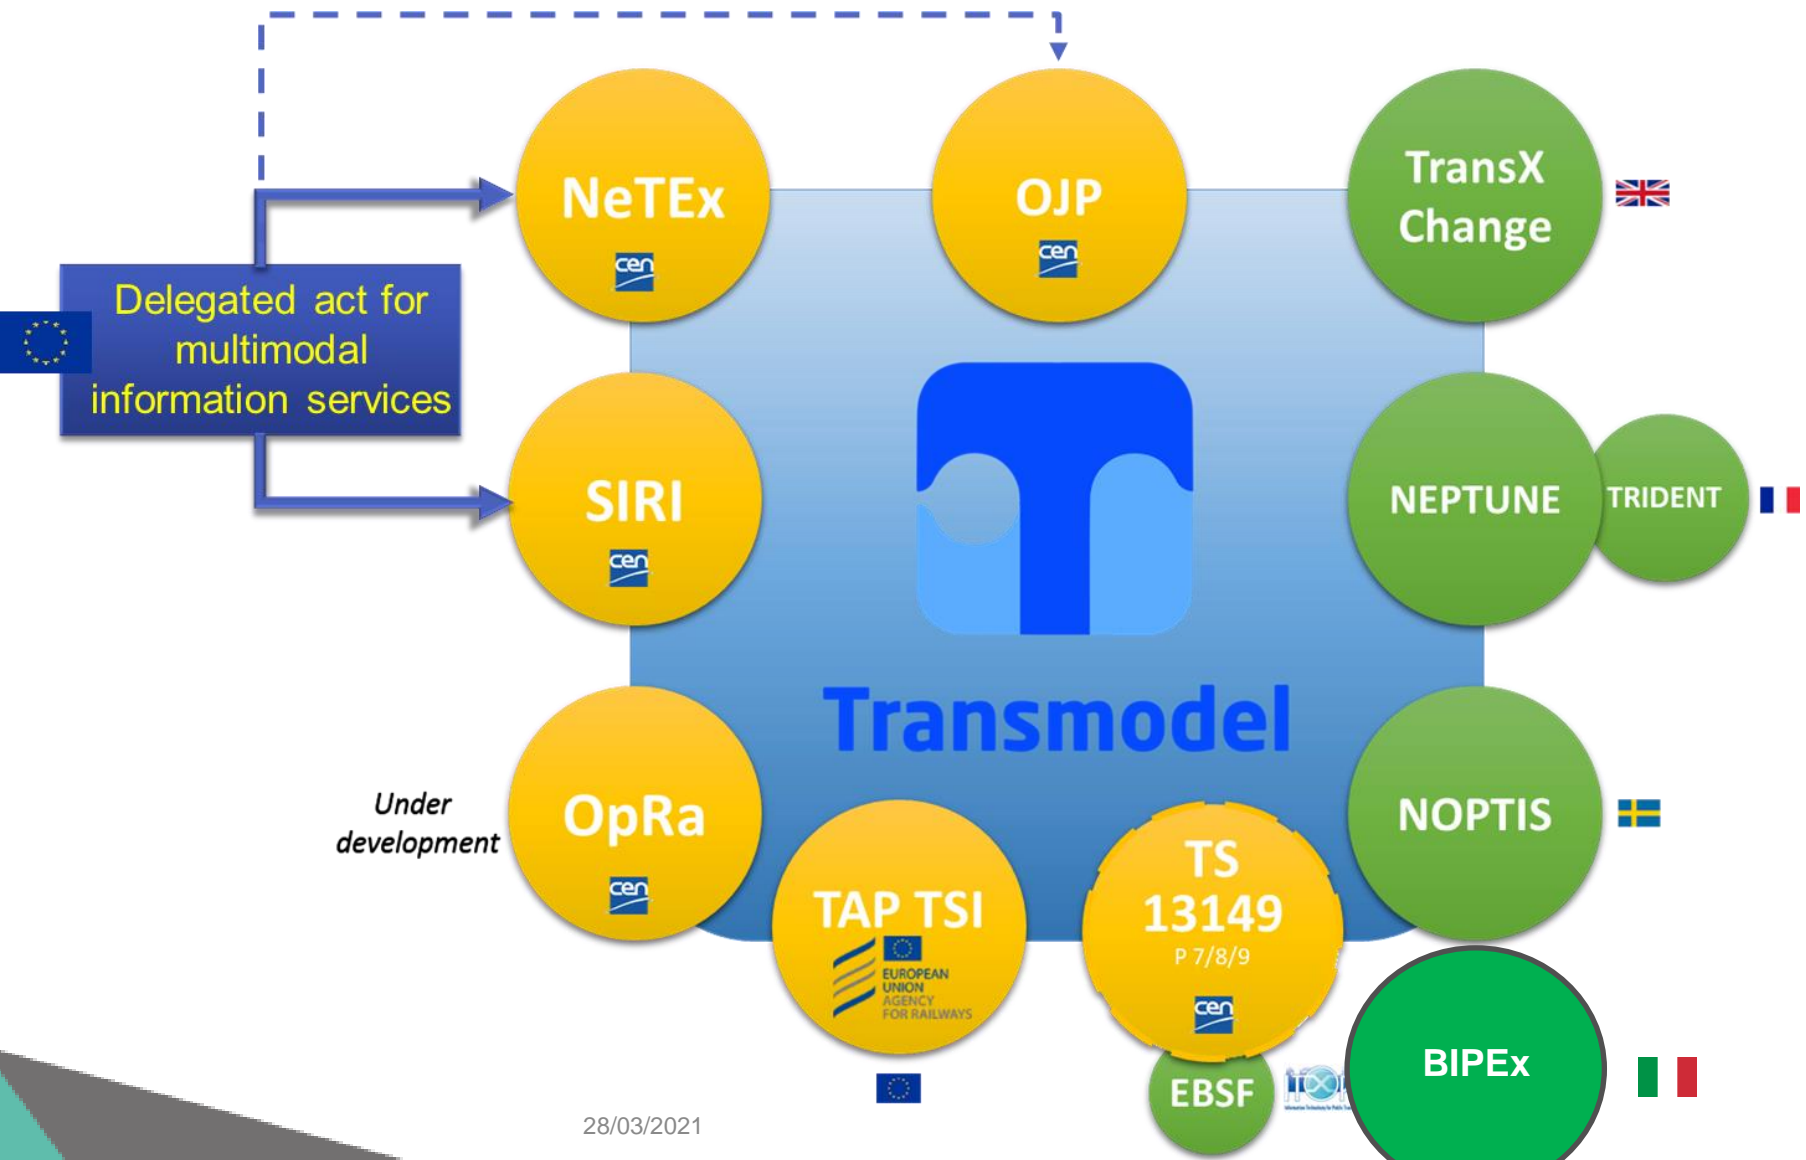 NeTEx
cen
OJP
cen
TransX
Change
Delegated act for
multimodal
information services
SIRI
cen
NEPTUNE
TRIDENT
Transmodel
Under
development
OpRa
cen
TAP TSI
EUROPEAN
UNION
AGENCY
FOR RAILWAYS
TS
13149
P 7/8/9
cen
NOPTIS
EBSF
BIPEx
28/03/2021